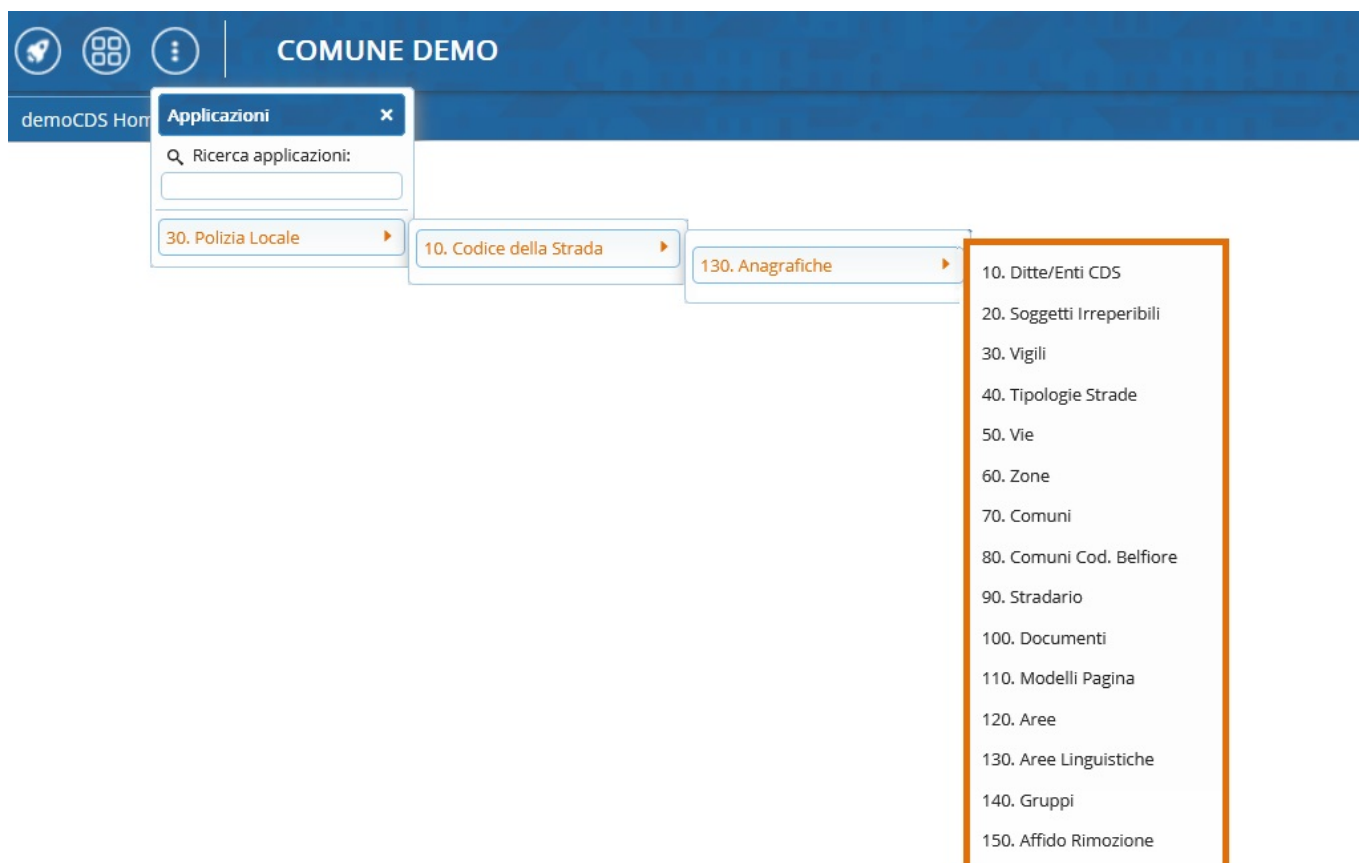 COMUNE DEMO
demoCDS Hom
Applicazioni
Ricerca applicazioni:
30. Polizia Locale
10. Codice della Strada
130. Anagrafiche
10. Ditte/Enti CDS
20. Soggetti Irreperibili
30. Vigili
40. Tipologie Strade
50. Vie
60. Zone
70. Comuni
80. Comuni Cod. Belfiore
90. Stradario
100. Documenti
110. Modelli Pagina
120. Aree
130. Aree Linguistiche
140. Gruppi
150. Affido Rimozione